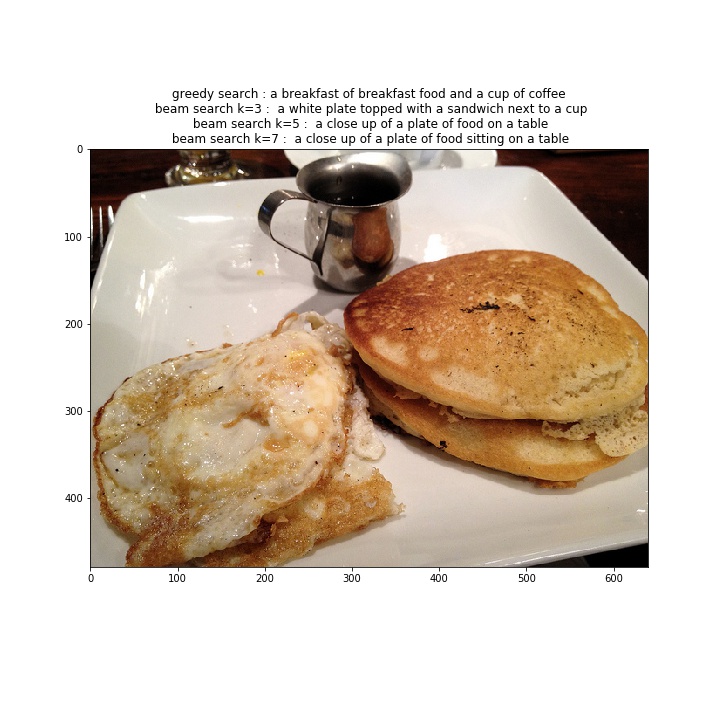 greedy search : a breakfast of breakfast food and a cup of coffee
beam search k=3 :  a white plate topped with a sandwich next to a cup
beam search k=5 :  a close up of a plate of food on a table
beam search k=7 :  a close up of a plate of food sitting on a table
0
100
200
300
400
0 100 200 300 400 500 600